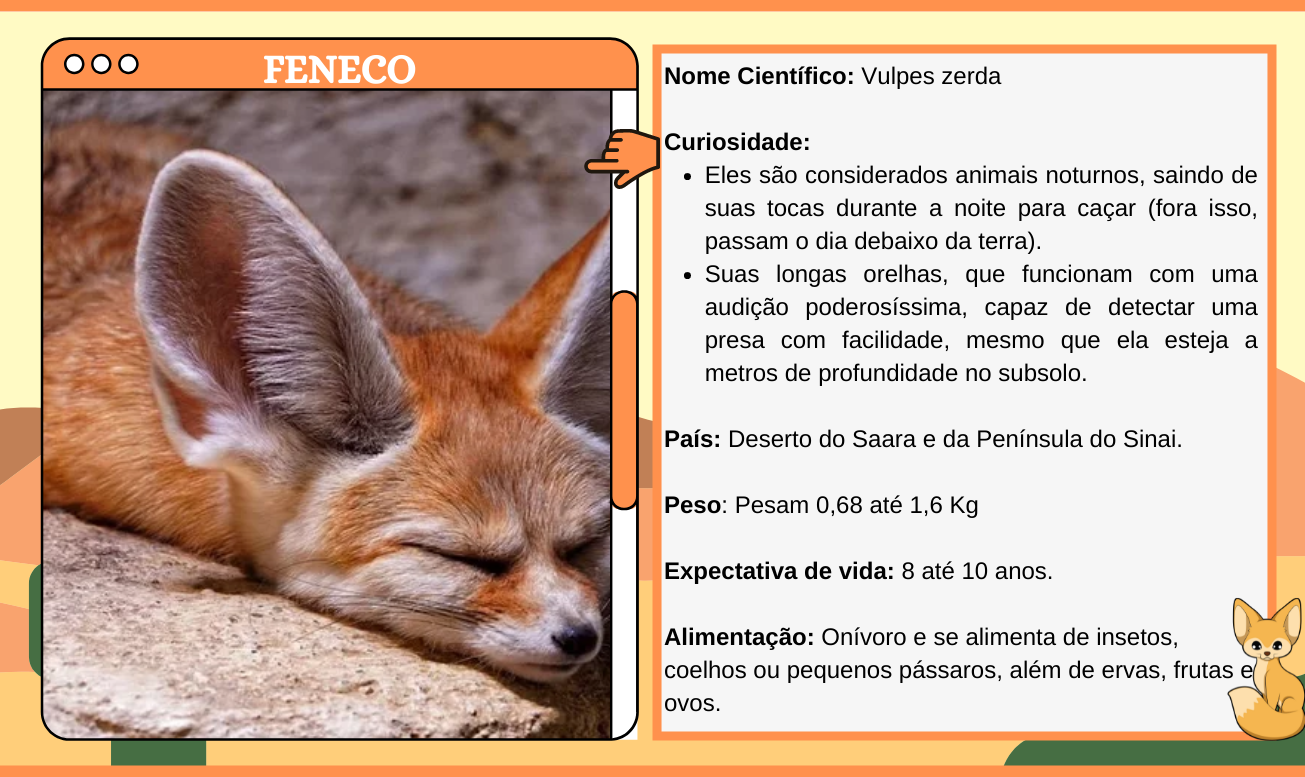 FENECO
Nome Científico: Vulpes zerda
Curiosidade:
• Eles são considerados animais noturnos, saindo de
suas tocas durante a noite para caçar (fora isso,
passam o dia debaixo da terra).
• Suas longas orelhas, que funcionam com uma
audição poderosíssima, capaz de detectar uma
presa com facilidade, mesmo que ela esteja a
metros de profundidade no subsolo.
País: Deserto do Saara e da Península do Sinai.
Peso: Pesam 0,68 até 1,6 Kg
Expectativa de vida: 8 até 10 anos.
Alimentação: Onívoro e se alimenta de insetos,
coelhos ou pequenos pássaros, além de ervas, frutas e
ovos.